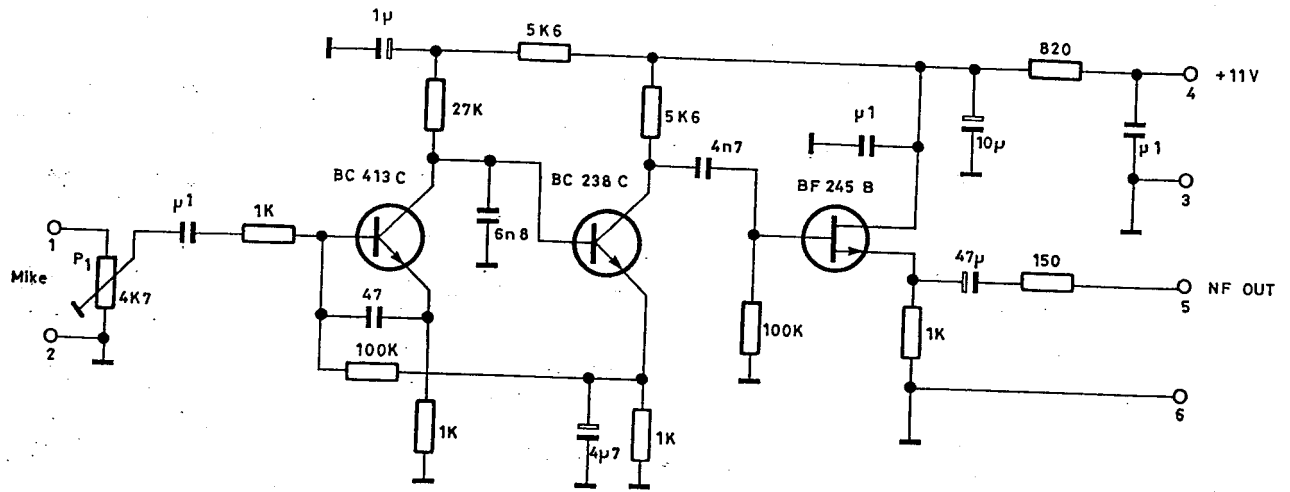 1µ
5K6
820
+11V
4
27K
5K6
µ1
10µ
µ1
4n7
BC 413 C
BC 238 C
BF 245 B
3
µ1
1K
6n8
1
P1
Mike
4K7
47µ
150
NF OUT
5
47
100K
1K
2
100K
6
1K
4µ7
1K